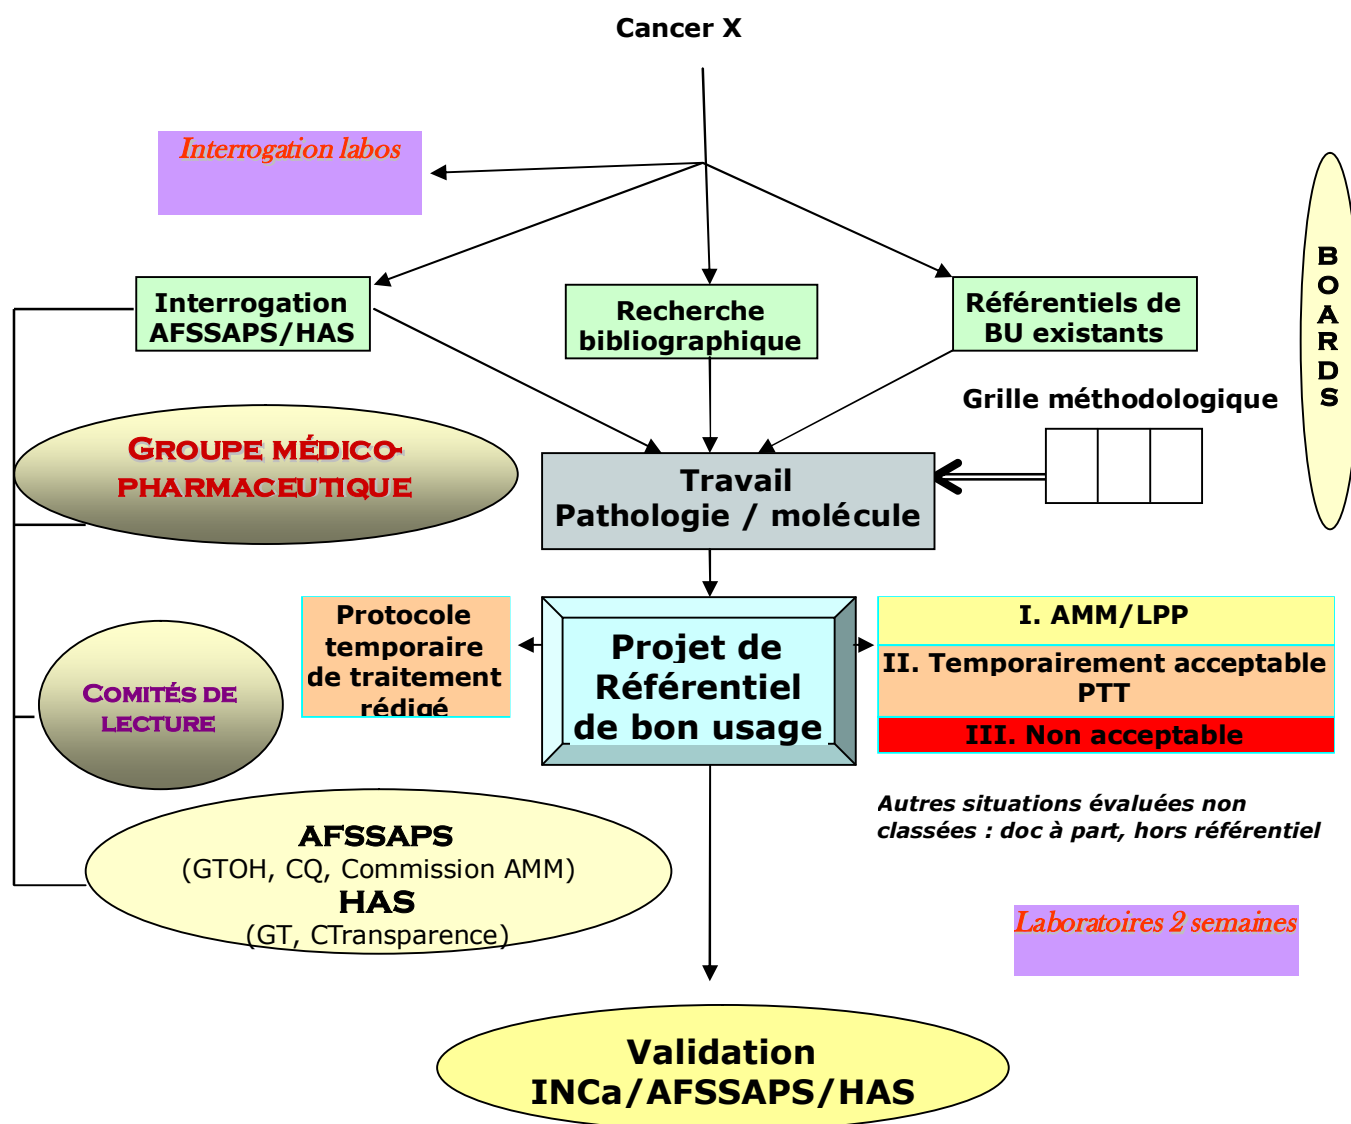 Cancer X
Interrogation labos
Interrogation
AFSSAPS/HAS
Recherche
bibliographique
Référentiels de
BU existants
BOARDS
Grille méthodologique
GROUPE MÉDICO-
PHARMACEUTIQUE
Travail
Pathologie / molécule
Protocole
temporaire
de traitement
rédigé
Projet de
Référentiel
de bon usage
I. AMM/LPP
II. Temporairement acceptable
PTT
III. Non acceptable
COMITÉS DE
LECTURE
Autres situations évaluées non
classées : doc à part, hors référentiel
AFSSAPS
(GTOH, CQ, Commission AMM)
HAS
(GT, CTransparence)
Laboratoires 2 semaines
Validation
INCa/AFSSAPS/HAS